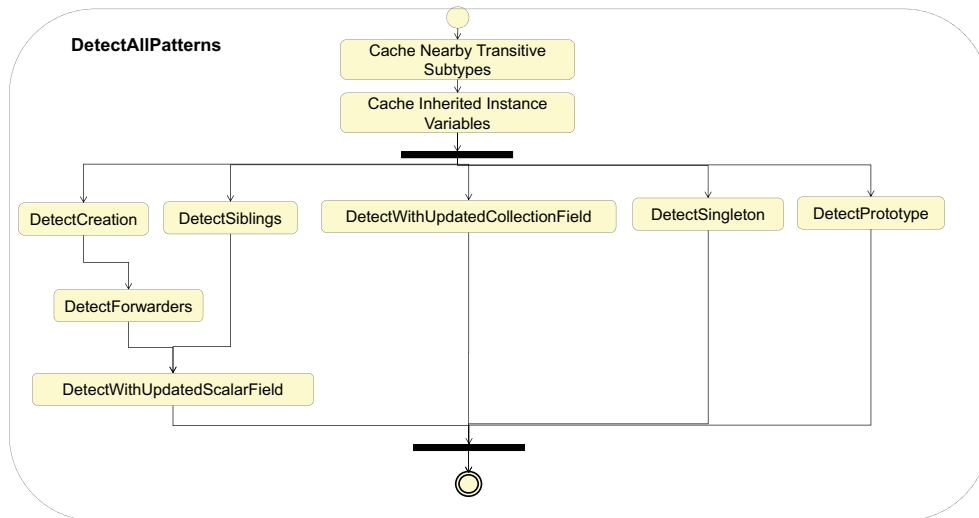 DetectAllPatterns
Cache Nearby Transitive
Subtypes
Cache Inherited Instance
Variables
DetectCreation
DetectSiblings
DetectWithUpdatedCollectionField
DetectSingleton
DetectPrototype
DetectForwarders
DetectWithUpdatedScalarField